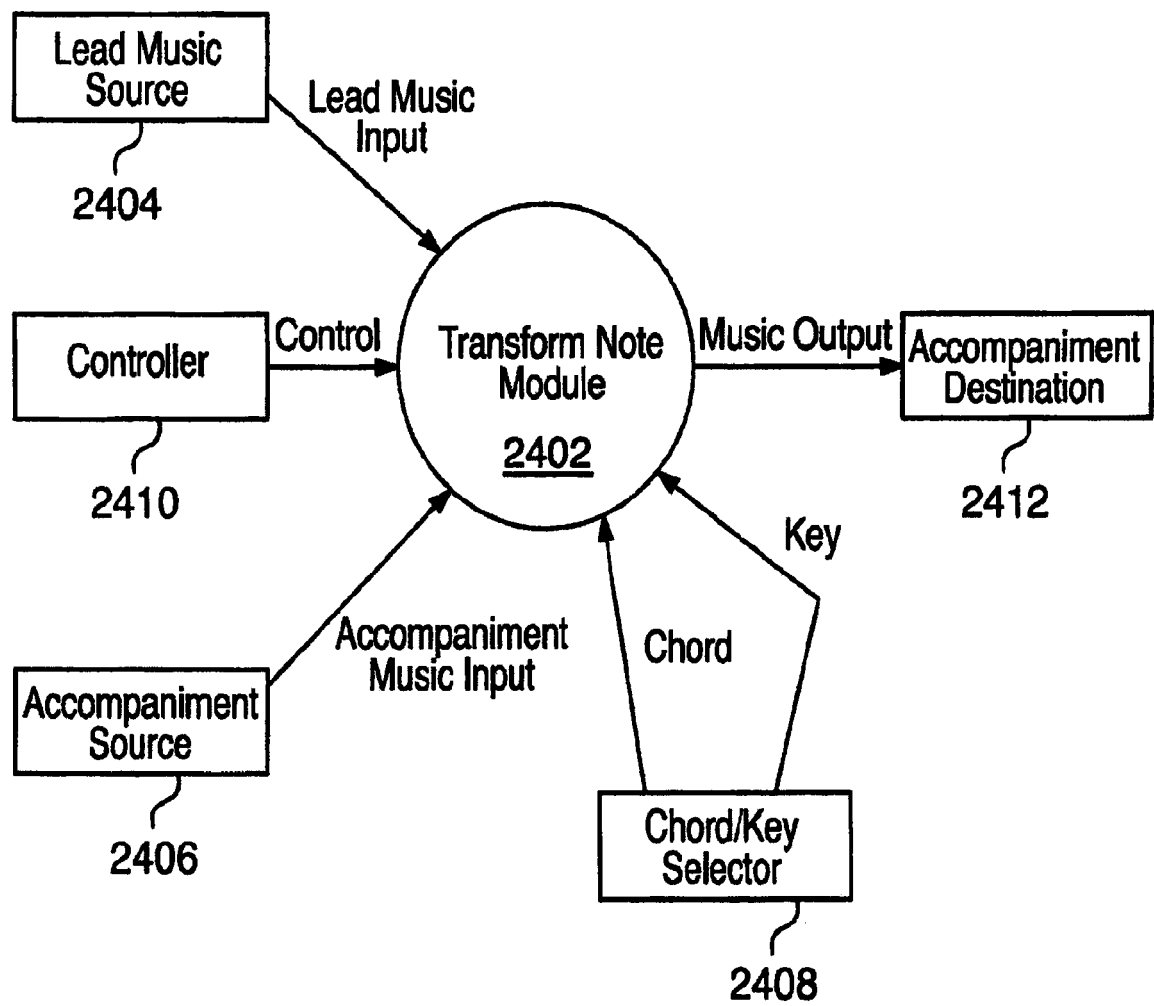 Lead Music
Source
2404
Lead Music
Input
Controller
2410
Control
Transform Note
Module
2402
Music Output
Accompaniment
Destination
2412
Accompaniment
Source
2406
Accompaniment
Music Input
Chord
Key
Chord/Key
Selector
2408